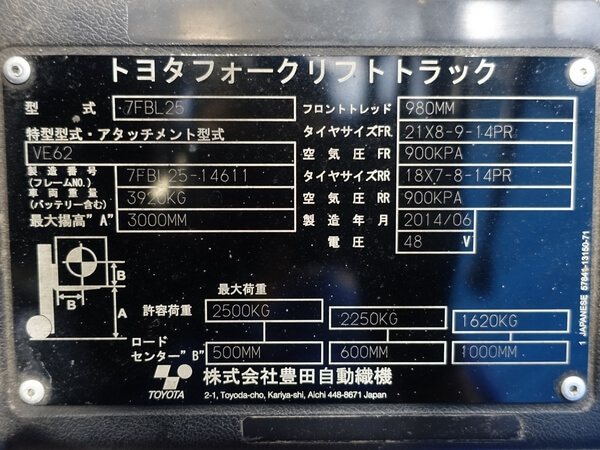 トヨタフォークリフトトラック
型 式 7FBL25 フロントトレッド 980MM
特型型式・アタッチメント型式 タイヤサイズFR 21X8-9-14PR
VE62 空気圧 FR 900KPA
製造番号 (フレームNO.) 7FBL25-14611 タイヤサイズRR 18X7-8-14PR
車両重量 (バッテリー含む) 3920KG 空気圧 RR 900KPA
最大揚高"A" 3000MM 製造年月 2014/06
電圧 48 V
B
B A
最大荷重
許容荷重 2500KG 2250KG 1620KG
ロード
センター"B" 500MM 600MM 1000MM
TOYOTA 株式会社豊田自動織機
2-1, Toyoda-cho, Kariya-shi, Aichi 448-8671 Japan
1 JAPANESE 57841-13150-71